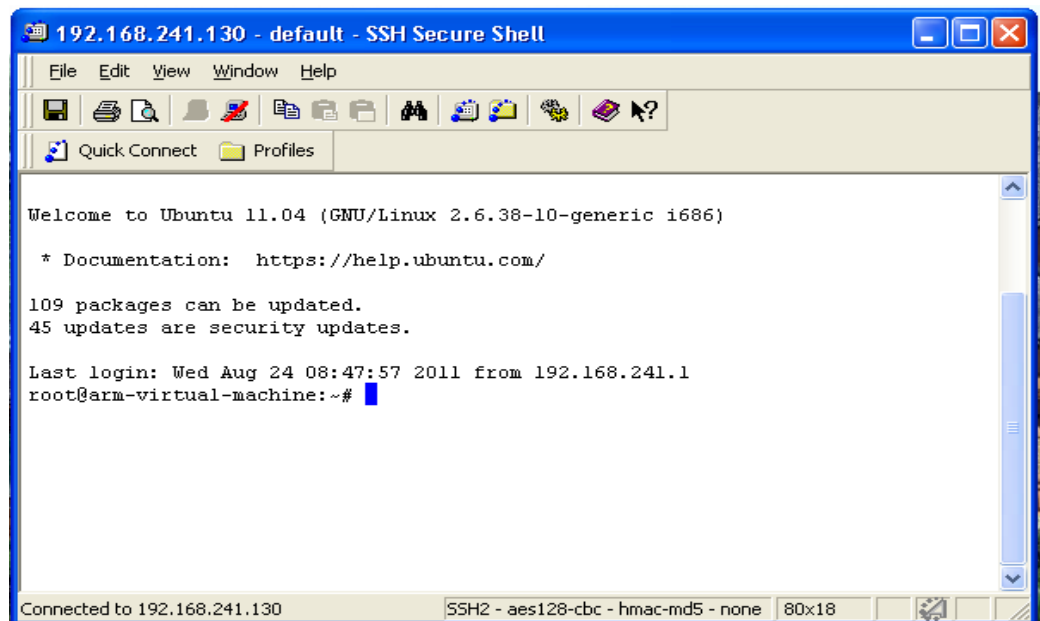 192.168.241.130 - default - SSH Secure Shell
File Edit View Window Help
Quick Connect Profiles
Welcome to Ubuntu 11.04 (GNU/Linux 2.6.38-10-generic i686)
* Documentation: https://help.ubuntu.com/
109 packages can be updated.
45 updates are security updates.
Last login: Wed Aug 24 08:47:57 2011 from 192.168.241.1
root@arm-virtual-machine:~#
Connected to 192.168.241.130 SSH2 - aes128-cbc - hmac-md5 - none 80x18